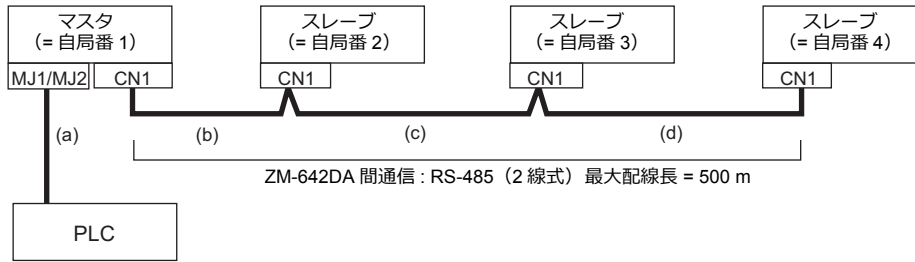 マスタ
(= 自局番 1)
スレーブ
(= 自局番 2)
スレーブ
(= 自局番 3)
スレーブ
(= 自局番 4)
MJ1/MJ2
CN1
CN1
CN1
CN1
(a)
(b)
(c)
(d)
ZM-642DA 間通信 : RS-485（2 線式）最大配線長 = 500 m
PLC